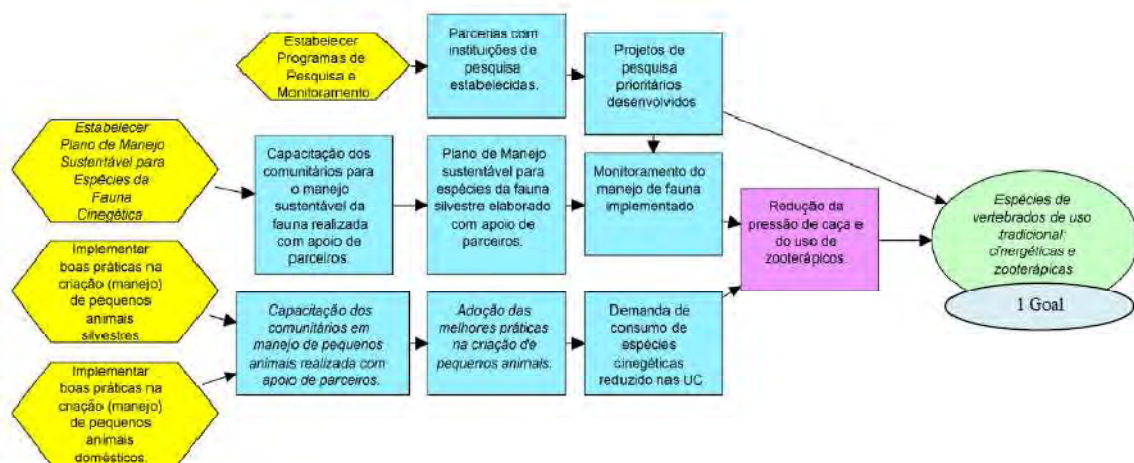 Estabelecer
Programas de
Pesquisa e
Monitoramento
Parcerias com
instituições de
pesquisa
estabelecidas.
Projetos de
pesquisa
prioritários
desenvolvidos
Estabelecer
Plano de Manejo
Sustentável para
Espécies da
Fauna
Cinegética
Capacitação dos
comunitários para
o manejo
sustentável da
fauna realizada
com apoio de
parceiros.
Plano de Manejo
sustentável para
espécies da fauna
silvestre elaborado
com apoio de
parceiros.
Monitoramento do
manejo de fauna
implementado
Redução da
pressão de caça e
do uso de
zooterápicos.
Espécies de
vertebrados de uso
tradicional:
cinergéticas e
zooterápicas
1 Goal
Implementar
boas práticas na
criação (manejo)
de pequenos
animais
silvestres
Capacitação dos
comunitários em
manejo de pequenos
animais realizada com
apoio de parceiros.
Adoção das
melhores práticas
na criação de
pequenos animais.
Demanda de
consumo de
espécies
cinegéticas
reduzido nas UC
Implementar
boas práticas na
criação (manejo)
de pequenos
animais
domésticos.